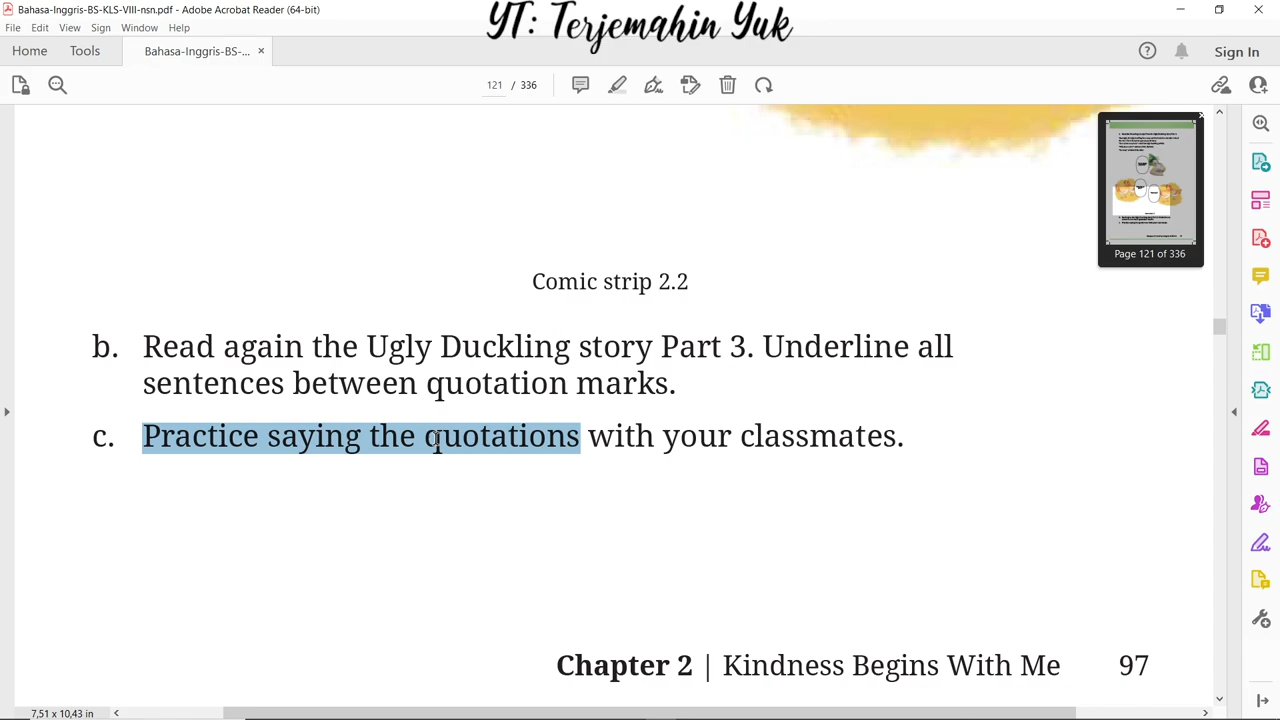 Bahasa-Inggris-BS-KLS-VIII-nsn.pdf - Adobe Acrobat Reader (64-bit)
YT: Terjemahin Yuk
File Edit View Sign Window Help
Home Tools Bahasa-Inggris-BS-... × Sign In
121 / 336
Page 121 of 336
Comic strip 2.2
b. Read again the Ugly Duckling story Part 3. Underline all
sentences between quotation marks.
c. Practice saying the quotations with your classmates.
Chapter 2 | Kindness Begins With Me 97
7,51 x 10,43 in